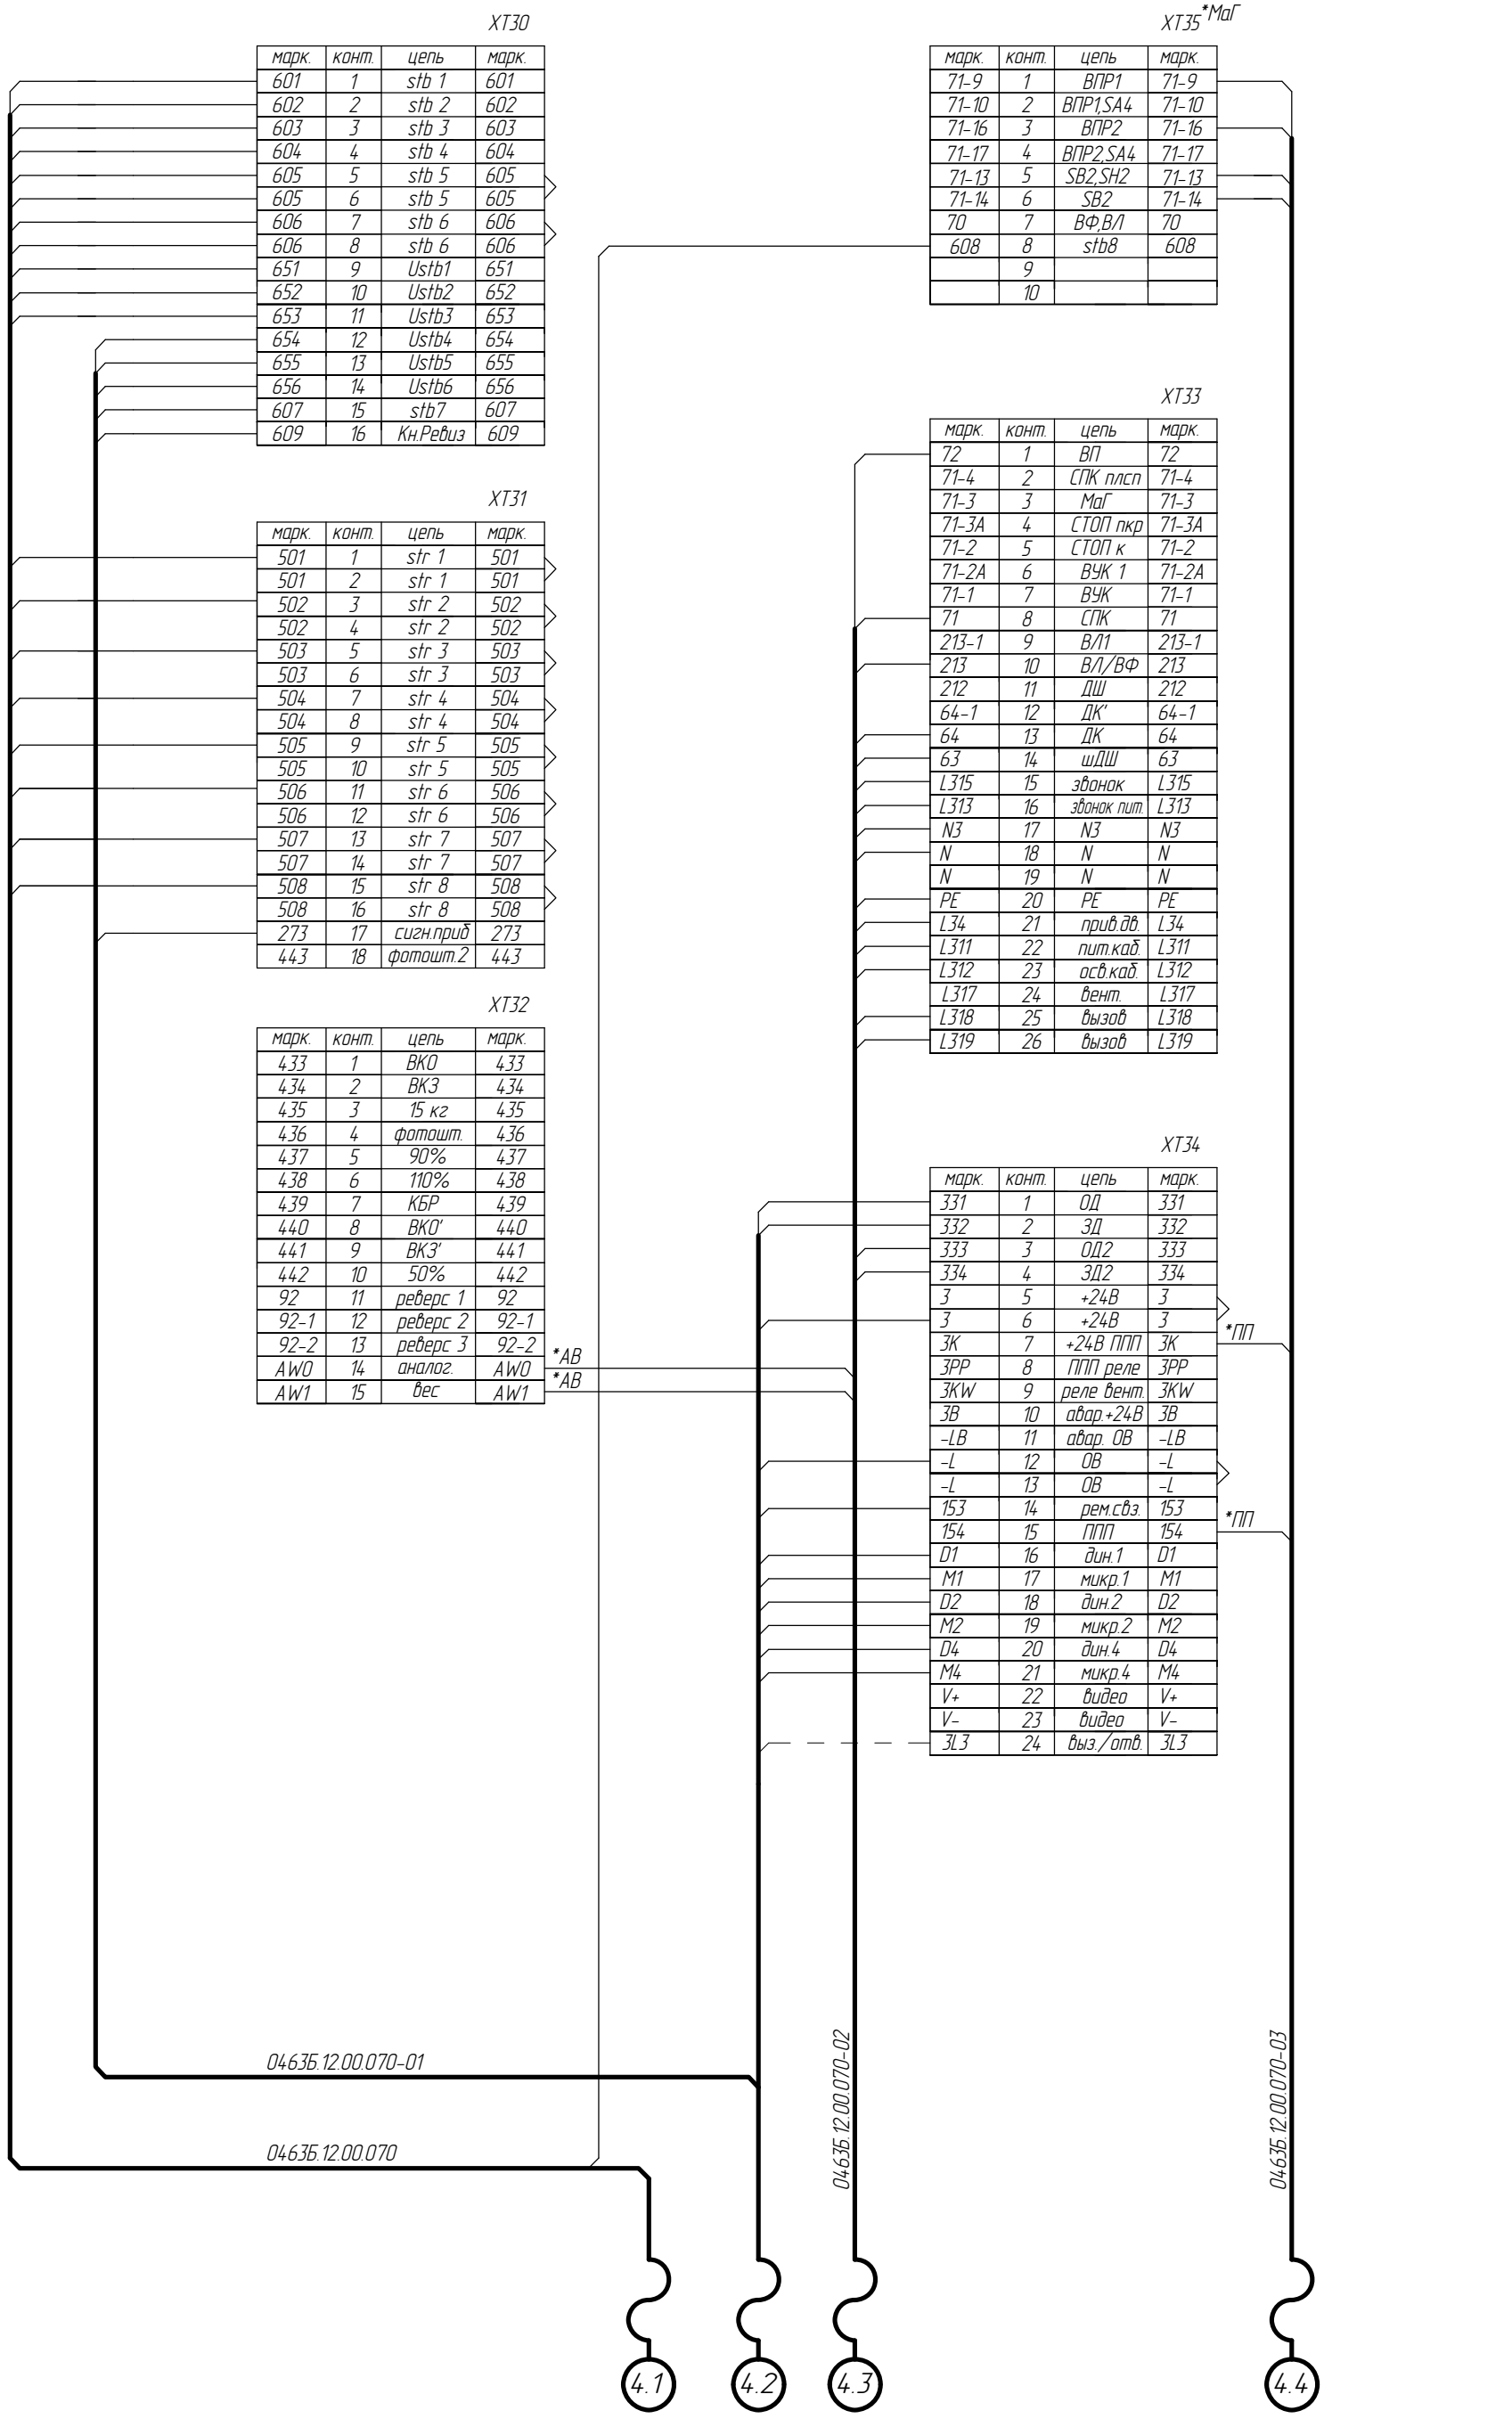 XT30
марк. конт. цепь марк.
601 1 stb 1 601
602 2 stb 2 602
603 3 stb 3 603
604 4 stb 4 604
605 5 stb 5 605
605 6 stb 5 605
606 7 stb 6 606
606 8 stb 6 606
651 9 Ustb1 651
652 10 Ustb2 652
653 11 Ustb3 653
654 12 Ustb4 654
655 13 Ustb5 655
656 14 Ustb6 656
607 15 stb7 607
609 16 Кн.Ревиз 609
XT31
марк. конт. цепь марк.
501 1 str 1 501
501 2 str 1 501
502 3 str 2 502
502 4 str 2 502
503 5 str 3 503
503 6 str 3 503
504 7 str 4 504
504 8 str 4 504
505 9 str 5 505
505 10 str 5 505
506 11 str 6 506
506 12 str 6 506
507 13 str 7 507
507 14 str 7 507
508 15 str 8 508
508 16 str 8 508
273 17 сигн.приб 273
443 18 фотошт.2 443
XT32
марк. конт. цепь марк.
433 1 ВКО 433
434 2 ВКЗ 434
435 3 15 кг 435
436 4 фотошт. 436
437 5 90% 437
438 6 110% 438
439 7 КБР 439
440 8 ВКО' 440
441 9 ВКЗ' 441
442 10 50% 442
92 11 реверс 1 92
92-1 12 реверс 2 92-1
92-2 13 реверс 3 92-2
AW0 14 аналог. AW0 *АВ
AW1 15 вес AW1 *АВ
XT35 *МаГ
марк. конт. цепь марк.
71-9 1 ВПР1 71-9
71-10 2 ВПР1,SA4 71-10
71-16 3 ВПР2 71-16
71-17 4 ВПР2,SA4 71-17
71-13 5 SB2,SH2 71-13
71-14 6 SB2 71-14
70 7 ВФ,ВЛ 70
608 8 stb8 608
9
10
XT33
марк. конт. цепь марк.
72 1 ВП 72
71-4 2 СПК плсп 71-4
71-3 3 МаГ 71-3
71-3А 4 СТОП пкр 71-3А
71-2 5 СТОП к 71-2
71-2А 6 ВУК 1 71-2А
71-1 7 ВУК 71-1
71 8 СПК 71
213-1 9 ВЛ1 213-1
213 10 ВЛ/ВФ 213
212 11 ДШ 212
64-1 12 ДК' 64-1
64 13 ДК 64
63 14 шДШ 63
L315 15 звонок L315
L313 16 звонок пит. L313
N3 17 N3 N3
N 18 N N
N 19 N N
PE 20 PE PE
L34 21 прив.дв. L34
L311 22 пит.каб. L311
L312 23 осв.каб. L312
L317 24 вент. L317
L318 25 вызов L318
L319 26 вызов L319
XT34
марк. конт. цепь марк.
331 1 ОД 331
332 2 ЗД 332
333 3 ОД2 333
334 4 ЗД2 334
3 5 +24В 3
3 6 +24В 3
3К 7 +24В ППП 3К *ПП
3РР 8 ППП реле 3РР
3KW 9 реле вент. 3KW
3В 10 авар.+24В 3В
-LB 11 авар. 0В -LB
-L 12 0В -L
-L 13 0В -L
153 14 рем.свз. 153
154 15 ППП 154 *ПП
D1 16 дин.1 D1
M1 17 микр.1 M1
D2 18 дин.2 D2
M2 19 микр.2 M2
D4 20 дин.4 D4
M4 21 микр.4 M4
V+ 22 видео V+
V- 23 видео V-
3L3 24 выз./отв. 3L3
0463Б.12.00.070-01
0463Б.12.00.070
0463Б.12.00.070-02
0463Б.12.00.070-03
4.1
4.2
4.3
4.4